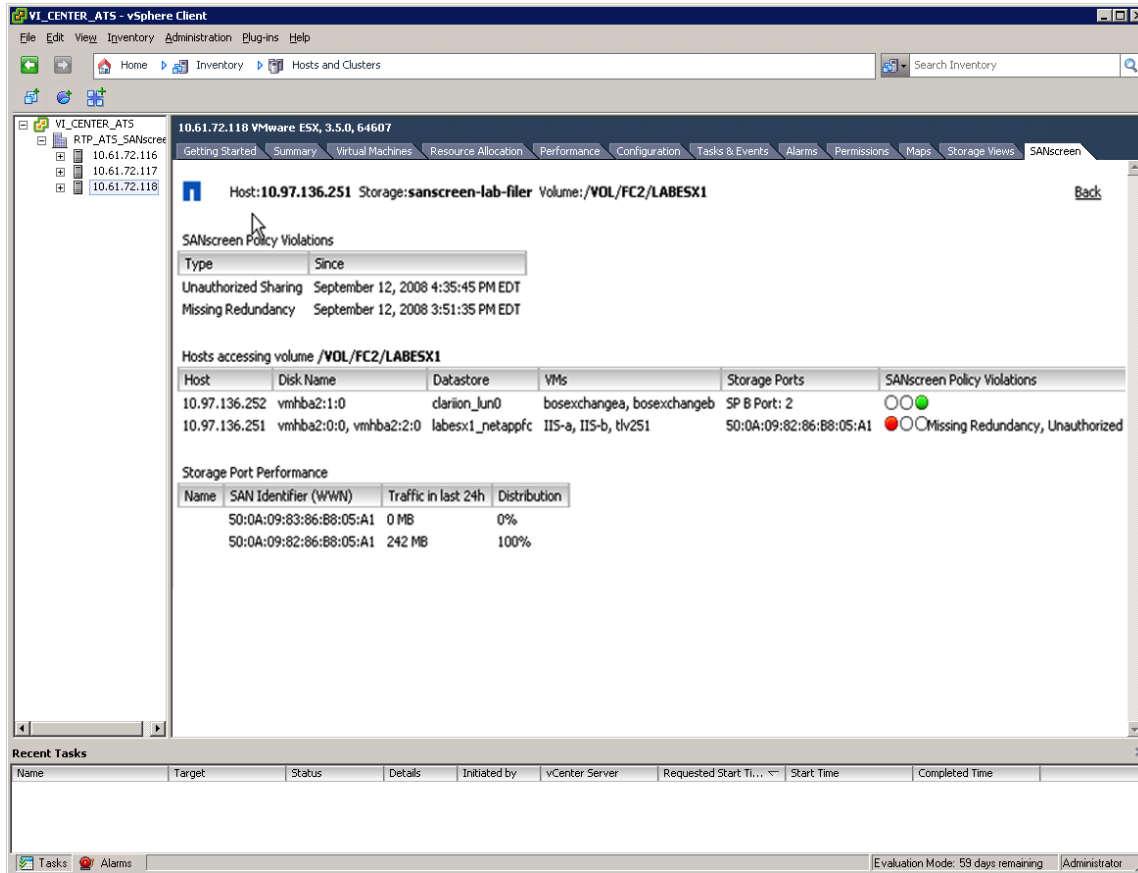 VI_CENTER_ATS - vSphere Client
File Edit View Inventory Administration Plug-ins Help
Home Inventory Hosts and Clusters Search Inventory
VI_CENTER_ATS
RTP_ATS_SANscree
10.61.72.116
10.61.72.117
10.61.72.118
10.61.72.118 VMware ESX, 3.5.0, 64607
Getting Started Summary Virtual Machines Resource Allocation Performance Configuration Tasks & Events Alarms Permissions Maps Storage Views SANscreen
Host:10.97.136.251 Storage:sanscreen-lab-filer Volume:/VOL/FC2/LABESX1 Back
SANscreen Policy Violations
Type Since
Unauthorized Sharing September 12, 2008 4:35:45 PM EDT
Missing Redundancy September 12, 2008 3:51:35 PM EDT
Hosts accessing volume /VOL/FC2/LABESX1
Host Disk Name Datastore VMs Storage Ports SANscreen Policy Violations
10.97.136.252 vmhba2:1:0 clariion_lun0 bosexchangea, bosexchangeb SP B Port: 2
10.97.136.251 vmhba2:0:0, vmhba2:2:0 labesx1_netappfc IIS-a, IIS-b, tlv251 50:0A:09:82:86:B8:05:A1 Missing Redundancy, Unauthorized
Storage Port Performance
Name SAN Identifier (WWN) Traffic in last 24h Distribution
50:0A:09:83:86:B8:05:A1 0 MB 0%
50:0A:09:82:86:B8:05:A1 242 MB 100%
Recent Tasks
Name Target Status Details Initiated by vCenter Server Requested Start Ti... Start Time Completed Time
Tasks Alarms Evaluation Mode: 59 days remaining Administrator